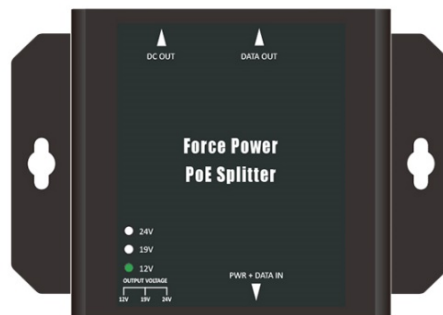 DC OUT
DATA OUT
Force Power
PoE Splitter
24V
19V
12V
OUTPUT VOLTAGE
12V 19V 24V
PWR + DATA IN